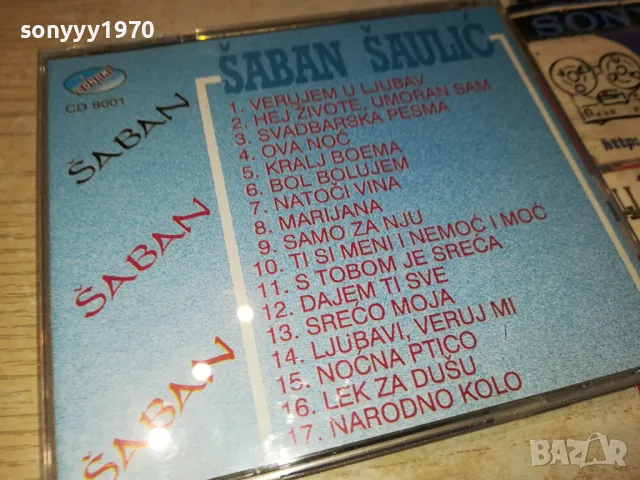 sonyyy1970
CD 8001
ŠABAN ŠAULIĆ
ŠABAN
ŠABAN
ŠABAN
1. VERUJEM U LJUBAV
2. HEJ ŽIVOTE, UMORAN SAM
3. SVADBARSKA PESMA
4. OVA NOĆ
5. KRALJ BOEMA
6. BOL BOLUJEM
7. NATOČI VINA
8. MARIJANA
9. SAMO ZA NJU
10. TI SI MENI I NEMOĆ I MOĆ
11. S TOBOM JE SREĆA
12. DAJEM TI SVE
13. SREĆO MOJA
14. LJUBAVI, VERUJ MI
15. NOĆNA PTICO
16. LEK ZA DUŠU
17. NARODNO KOLO
SON
http:
BAZAR